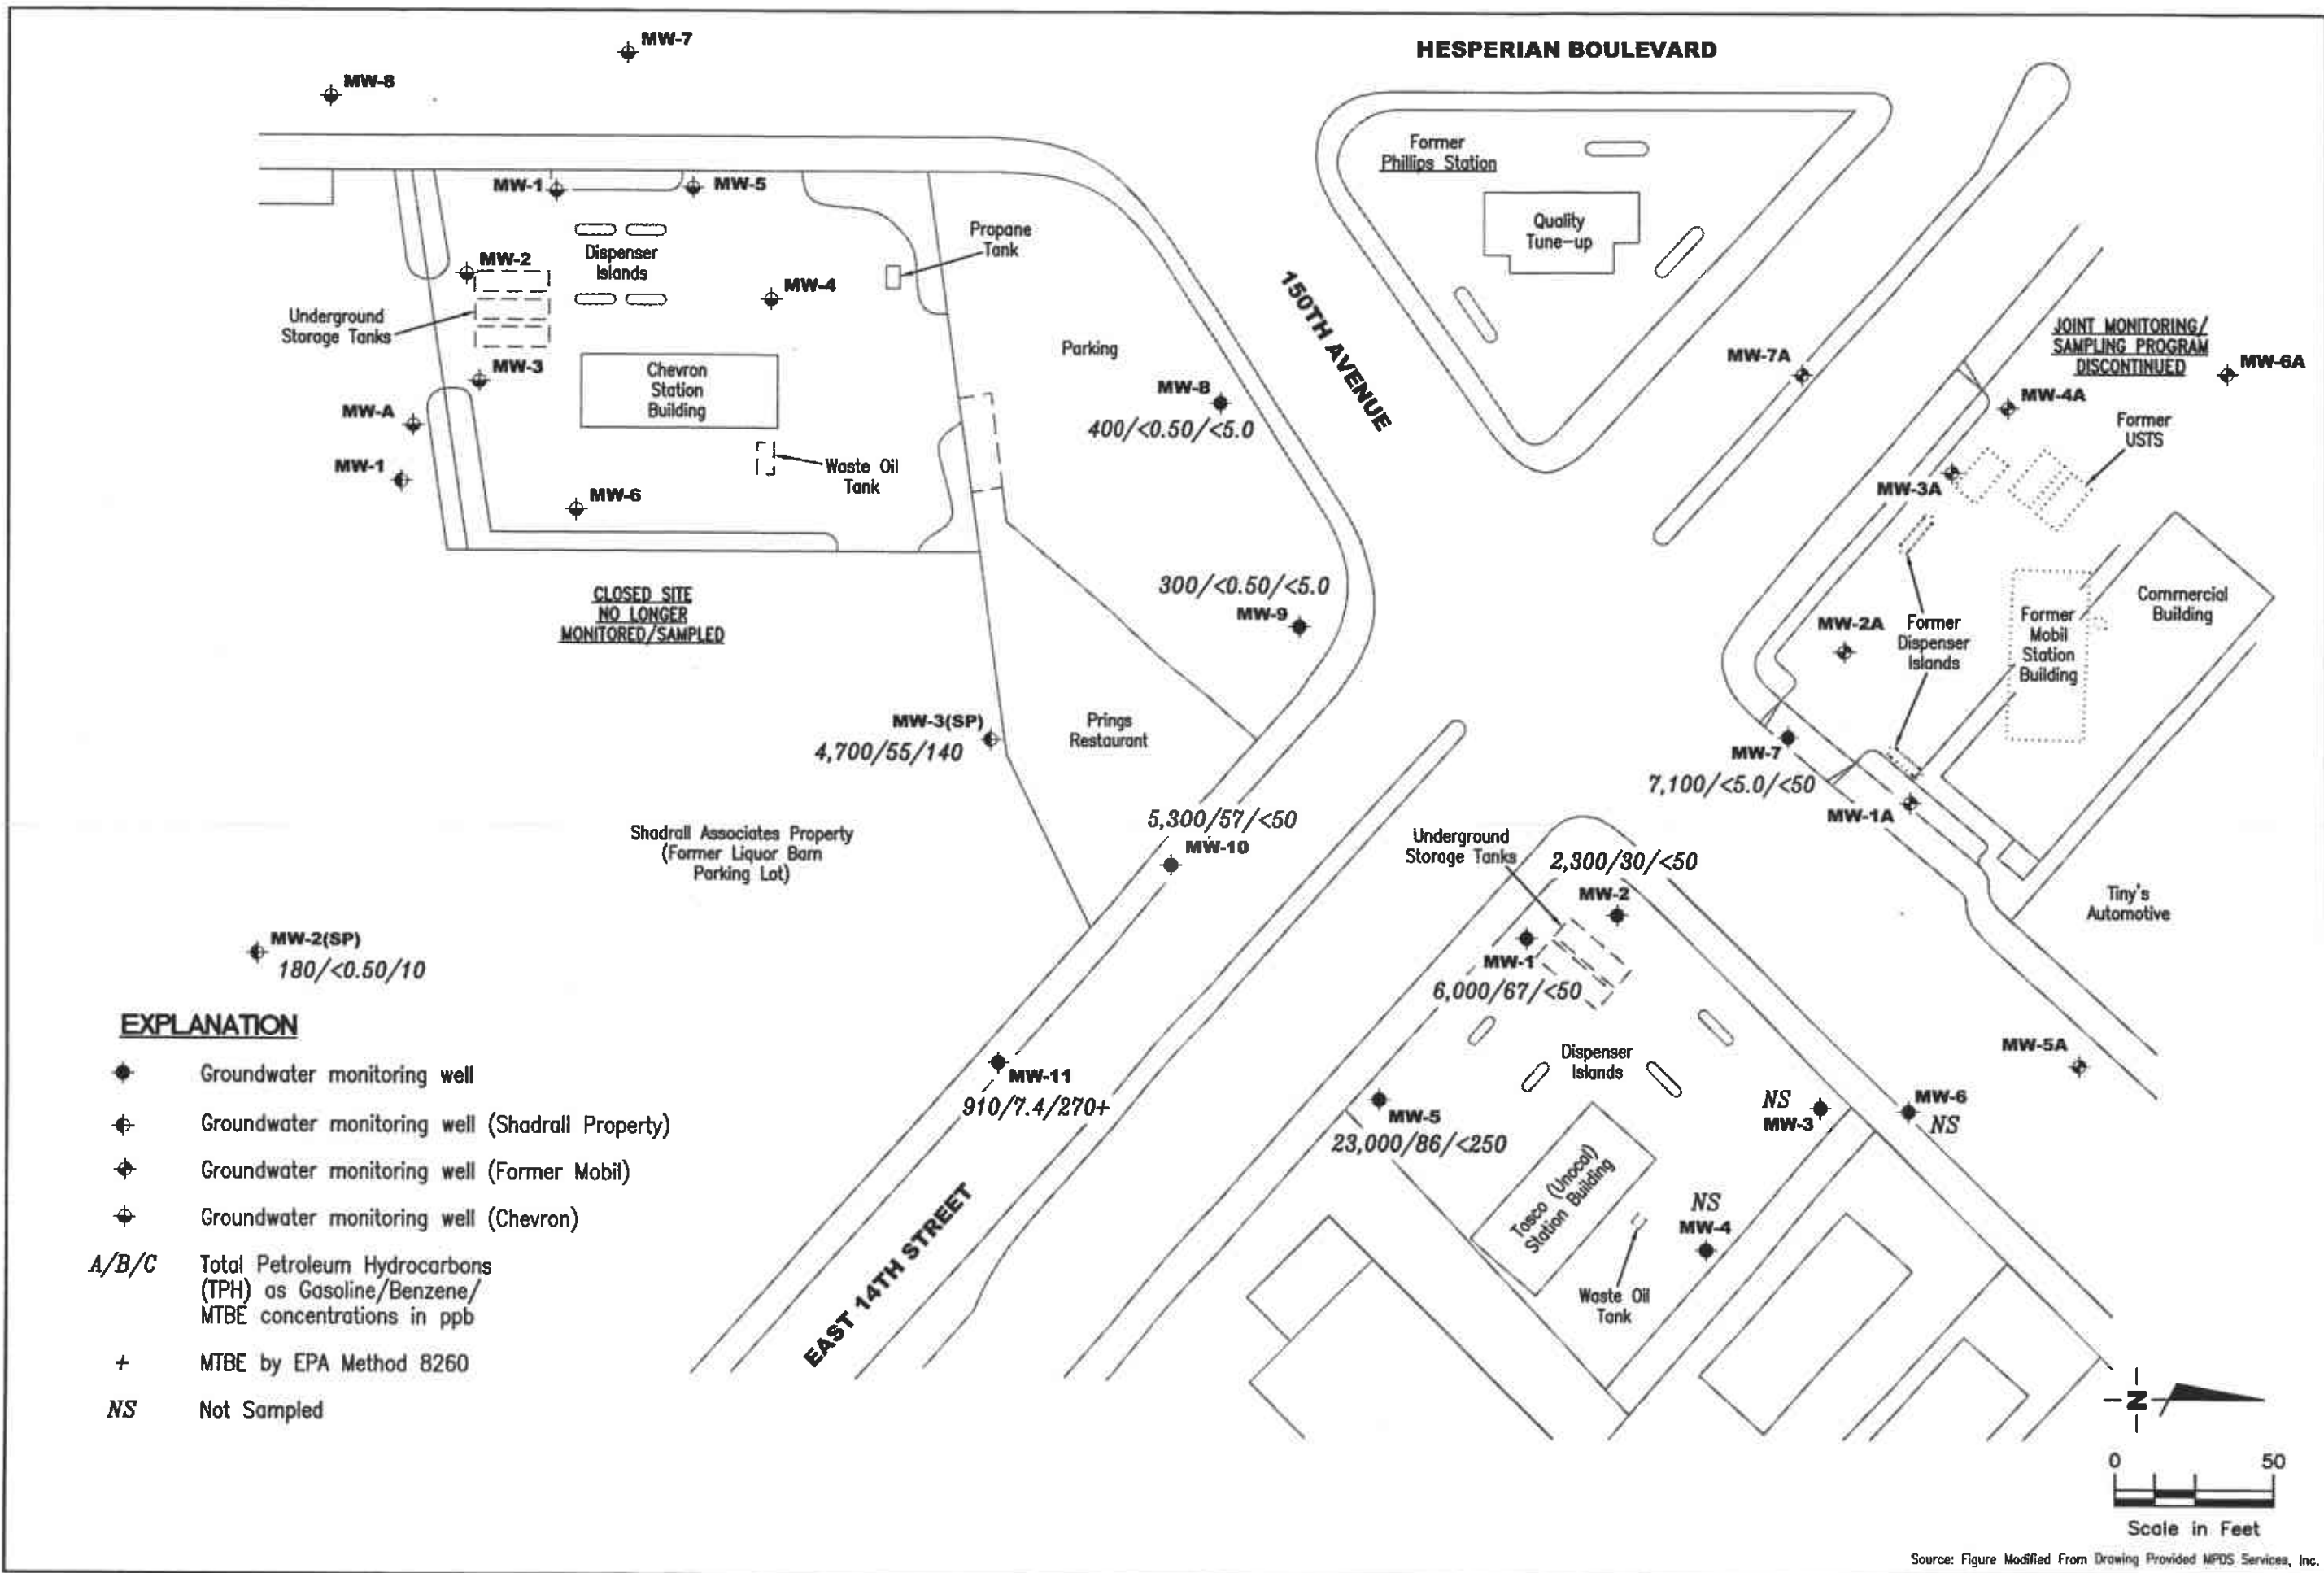 HESPERIAN BOULEVARD
MW-7
MW-8
Former
Phillips Station
Quality
Tune-up
MW-1
MW-5
Dispenser
Islands
MW-2
Propane
Tank
MW-4
Underground
Storage Tanks
MW-3
Chevron
Station
Building
MW-A
MW-1
Waste Oil
Tank
MW-6
Parking
MW-8
400/<0.50/<5.0
150TH AVENUE
MW-7A
JOINT MONITORING/
SAMPLING PROGRAM
DISCONTINUED
MW-6A
MW-4A
Former
USTS
MW-3A
CLOSED SITE
NO LONGER
MONITORED/SAMPLED
300/<0.50/<5.0
MW-9
MW-2A
Former
Dispenser
Islands
Former
Mobil
Station
Building
Commercial
Building
MW-3(SP)
4,700/55/140
Prings
Restaurant
MW-7
7,100/<5.0/<50
MW-1A
5,300/57/<50
MW-10
Shadrall Associates Property
(Former Liquor Barn
Parking Lot)
Underground
Storage Tanks
2,300/30/<50
MW-2
Tiny's
Automotive
MW-2(SP)
180/<0.50/10
MW-1
6,000/67/<50
MW-11
910/7.4/270+
Dispenser
Islands
MW-5A
MW-5
23,000/86/<250
NS
MW-3
MW-6
NS
Tosco (Unocal)
Station Building
NS
MW-4
Waste Oil
Tank
EAST 14TH STREET
EXPLANATION
Groundwater monitoring well
Groundwater monitoring well (Shadrall Property)
Groundwater monitoring well (Former Mobil)
Groundwater monitoring well (Chevron)
A/B/C Total Petroleum Hydrocarbons
(TPH) as Gasoline/Benzene/
MTBE concentrations in ppb
+ MTBE by EPA Method 8260
NS Not Sampled
N
0 50
Scale in Feet
Source: Figure Modified From Drawing Provided MPDS Services, Inc.